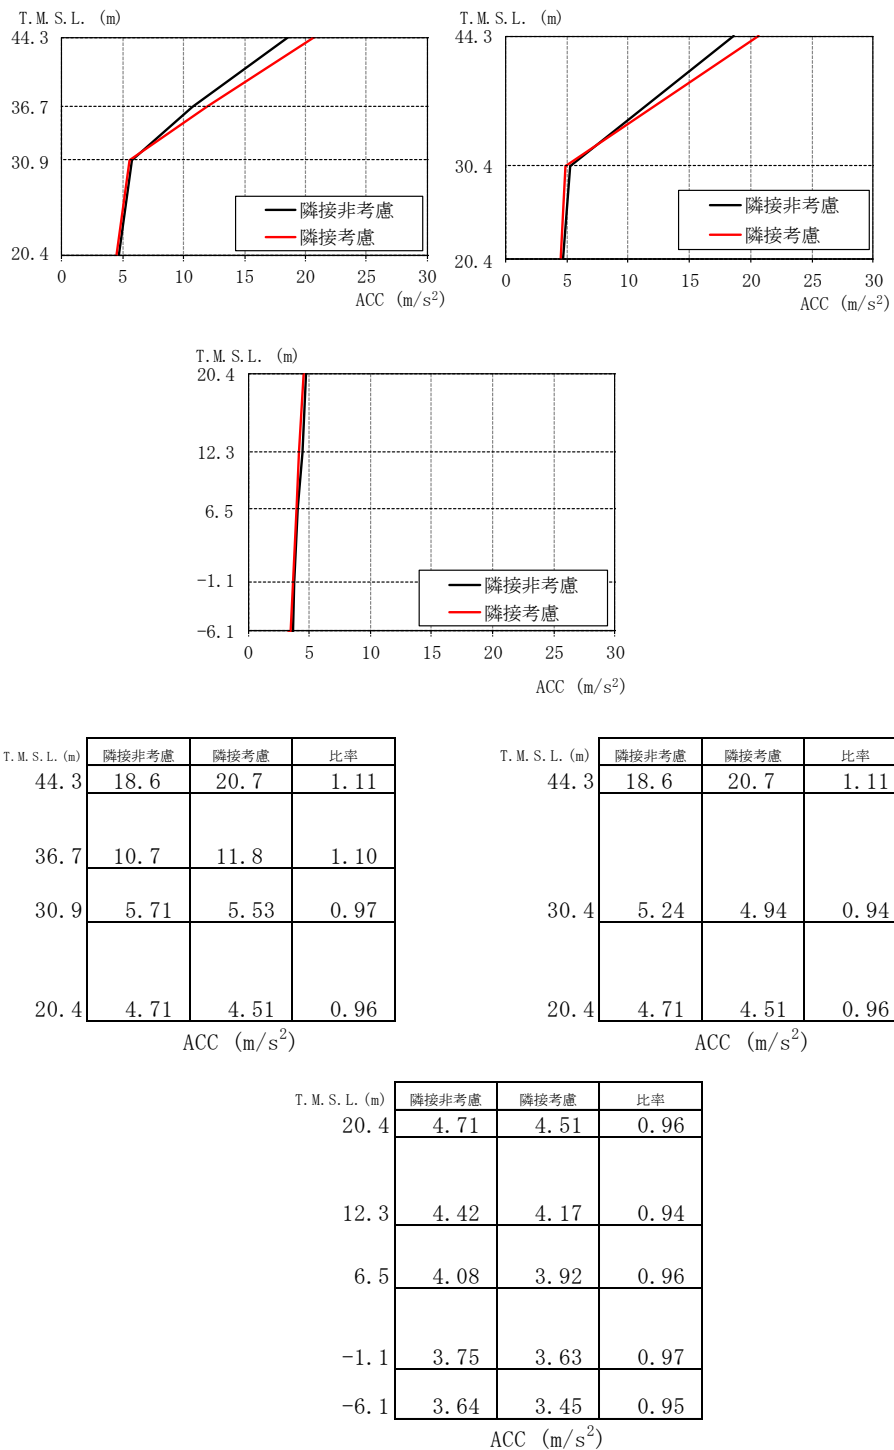 T.M.S.L. (m)
44.3
36.7
30.9
20.4
隣接非考慮
隣接考慮
0 5 10 15 20 25 30
ACC (m/s²)
T.M.S.L. (m)
44.3
30.4
20.4
隣接非考慮
隣接考慮
0 5 10 15 20 25 30
ACC (m/s²)
T.M.S.L. (m)
20.4
12.3
6.5
-1.1
-6.1
隣接非考慮
隣接考慮
0 5 10 15 20 25 30
ACC (m/s²)
T.M.S.L.(m) 隣接非考慮 隣接考慮 比率
44.3 18.6 20.7 1.11
36.7 10.7 11.8 1.10
30.9 5.71 5.53 0.97
20.4 4.71 4.51 0.96
ACC (m/s²)
T.M.S.L.(m) 隣接非考慮 隣接考慮 比率
44.3 18.6 20.7 1.11
30.4 5.24 4.94 0.94
20.4 4.71 4.51 0.96
ACC (m/s²)
T.M.S.L.(m) 隣接非考慮 隣接考慮 比率
20.4 4.71 4.51 0.96
12.3 4.42 4.17 0.94
6.5 4.08 3.92 0.96
-1.1 3.75 3.63 0.97
-6.1 3.64 3.45 0.95
ACC (m/s²)